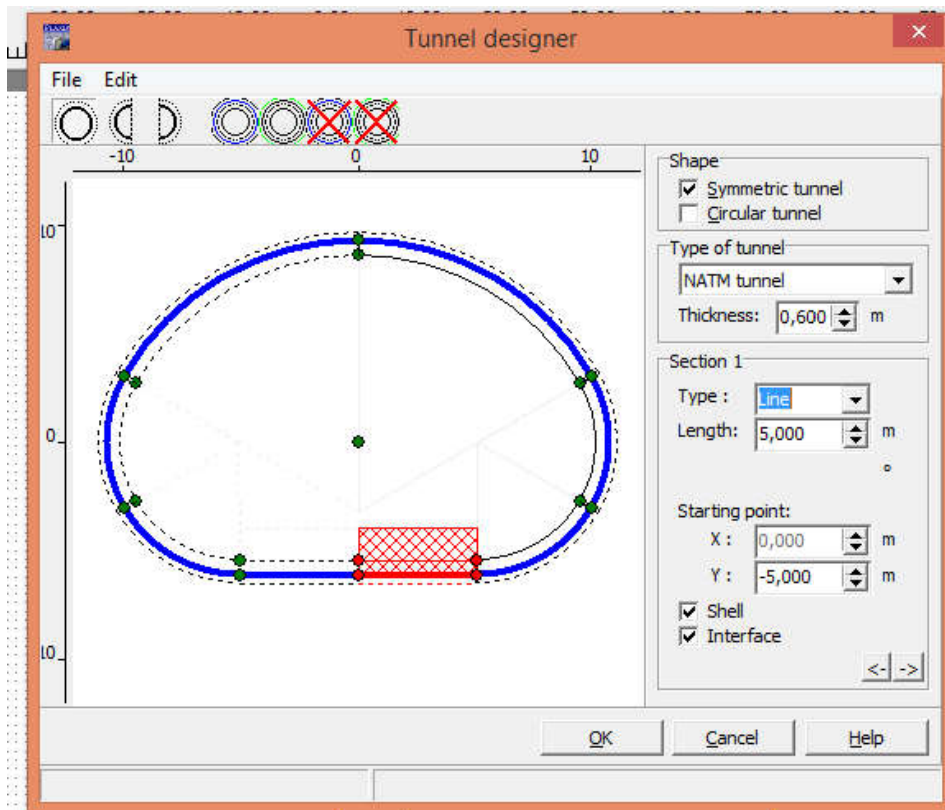 Tunnel designer
File Edit
-10 0 10
10
0
10
Shape
Symmetric tunnel
Circular tunnel
Type of tunnel
NATM tunnel
Thickness: 0,600 m
Section 1
Type : Line
Length: 5,000 m
°
Starting point:
X : 0,000 m
Y : -5,000 m
Shell
Interface
<- ->
OK Cancel Help